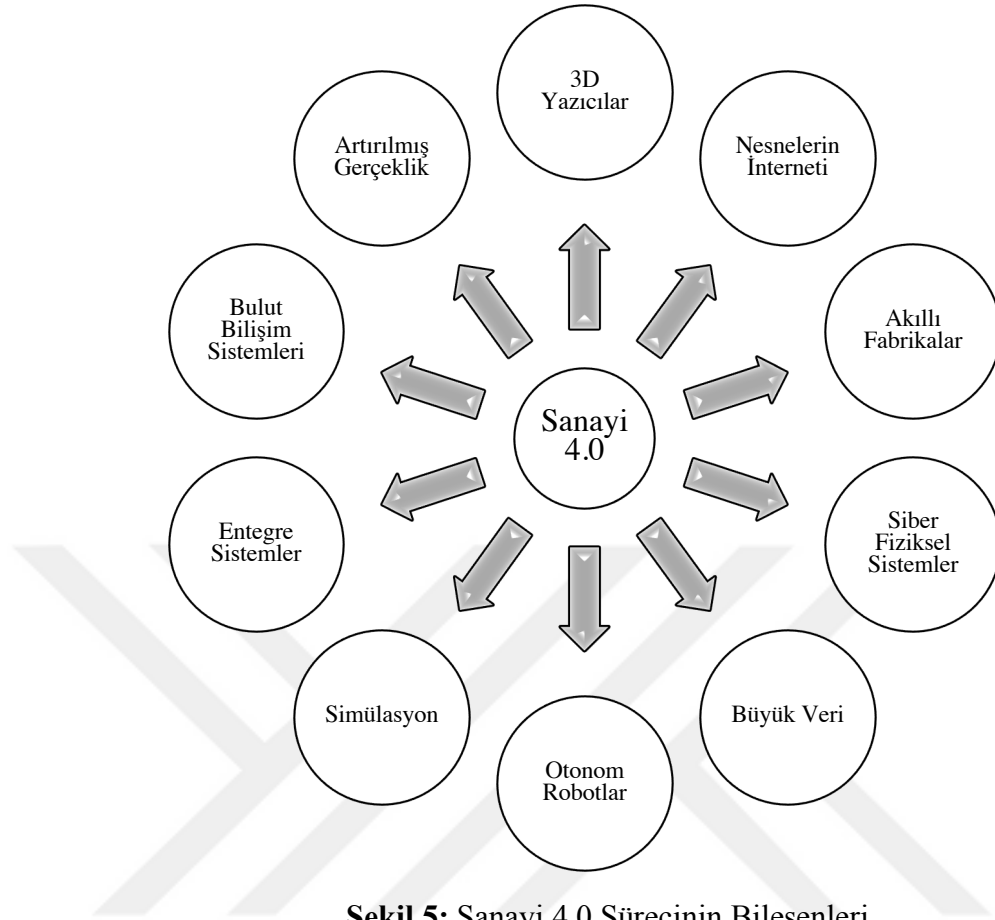 3D
Yazıcılar
Nesnelerin
İnterneti
Akıllı
Fabrikalar
Siber
Fiziksel
Sistemler
Büyük Veri
Otonom
Robotlar
Simülasyon
Entegre
Sistemler
Bulut
Bilişim
Sistemleri
Artırılmış
Gerçeklik
Sanayi
4.0
Şekil 5: Sanayi 4.0 Sürecinin Bileşenleri